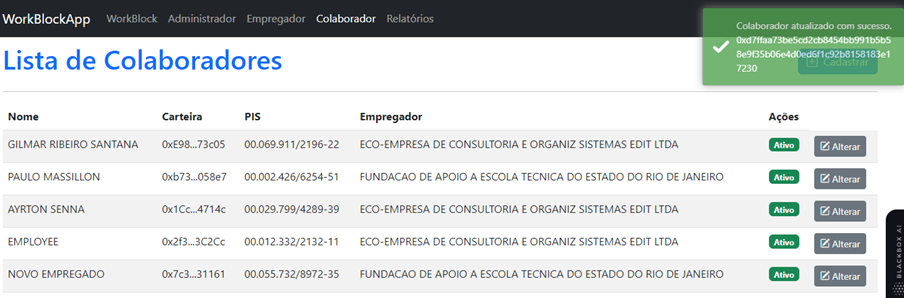 WorkBlockApp WorkBlock Administrador Empregador Colaborador Relatórios
Colaborador atualizado com sucesso.
0xd7ffaa73be5cd2cb8454bb991b5b5
8e9f35b06e4d0ed6f1c92b8158183e1
7230
Lista de Colaboradores
Cadastrar
Nome Carteira PIS Empregador Ações
GILMAR RIBEIRO SANTANA 0xE98...73c05 00.069.911/2196-22 ECO-EMPRESA DE CONSULTORIA E ORGANIZ SISTEMAS EDIT LTDA Ativo Alterar
PAULO MASSILLON 0xb73...058e7 00.002.426/6254-51 FUNDACAO DE APOIO A ESCOLA TECNICA DO ESTADO DO RIO DE JANEIRO Ativo Alterar
AYRTON SENNA 0x1Cc...4714c 00.029.799/4289-39 ECO-EMPRESA DE CONSULTORIA E ORGANIZ SISTEMAS EDIT LTDA Ativo Alterar
EMPLOYEE 0x2f3...3C2Cc 00.012.332/2132-11 ECO-EMPRESA DE CONSULTORIA E ORGANIZ SISTEMAS EDIT LTDA Ativo Alterar
NOVO EMPREGADO 0x7c3...31161 00.055.732/8972-35 FUNDACAO DE APOIO A ESCOLA TECNICA DO ESTADO DO RIO DE JANEIRO Ativo Alterar
BLACKBOX AI